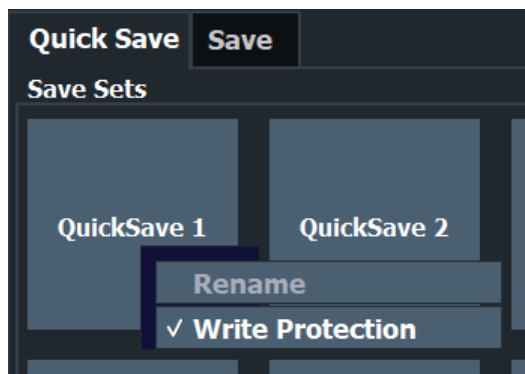 Quick Save Save
Save Sets
QuickSave 1 QuickSave 2
Rename
✓ Write Protection